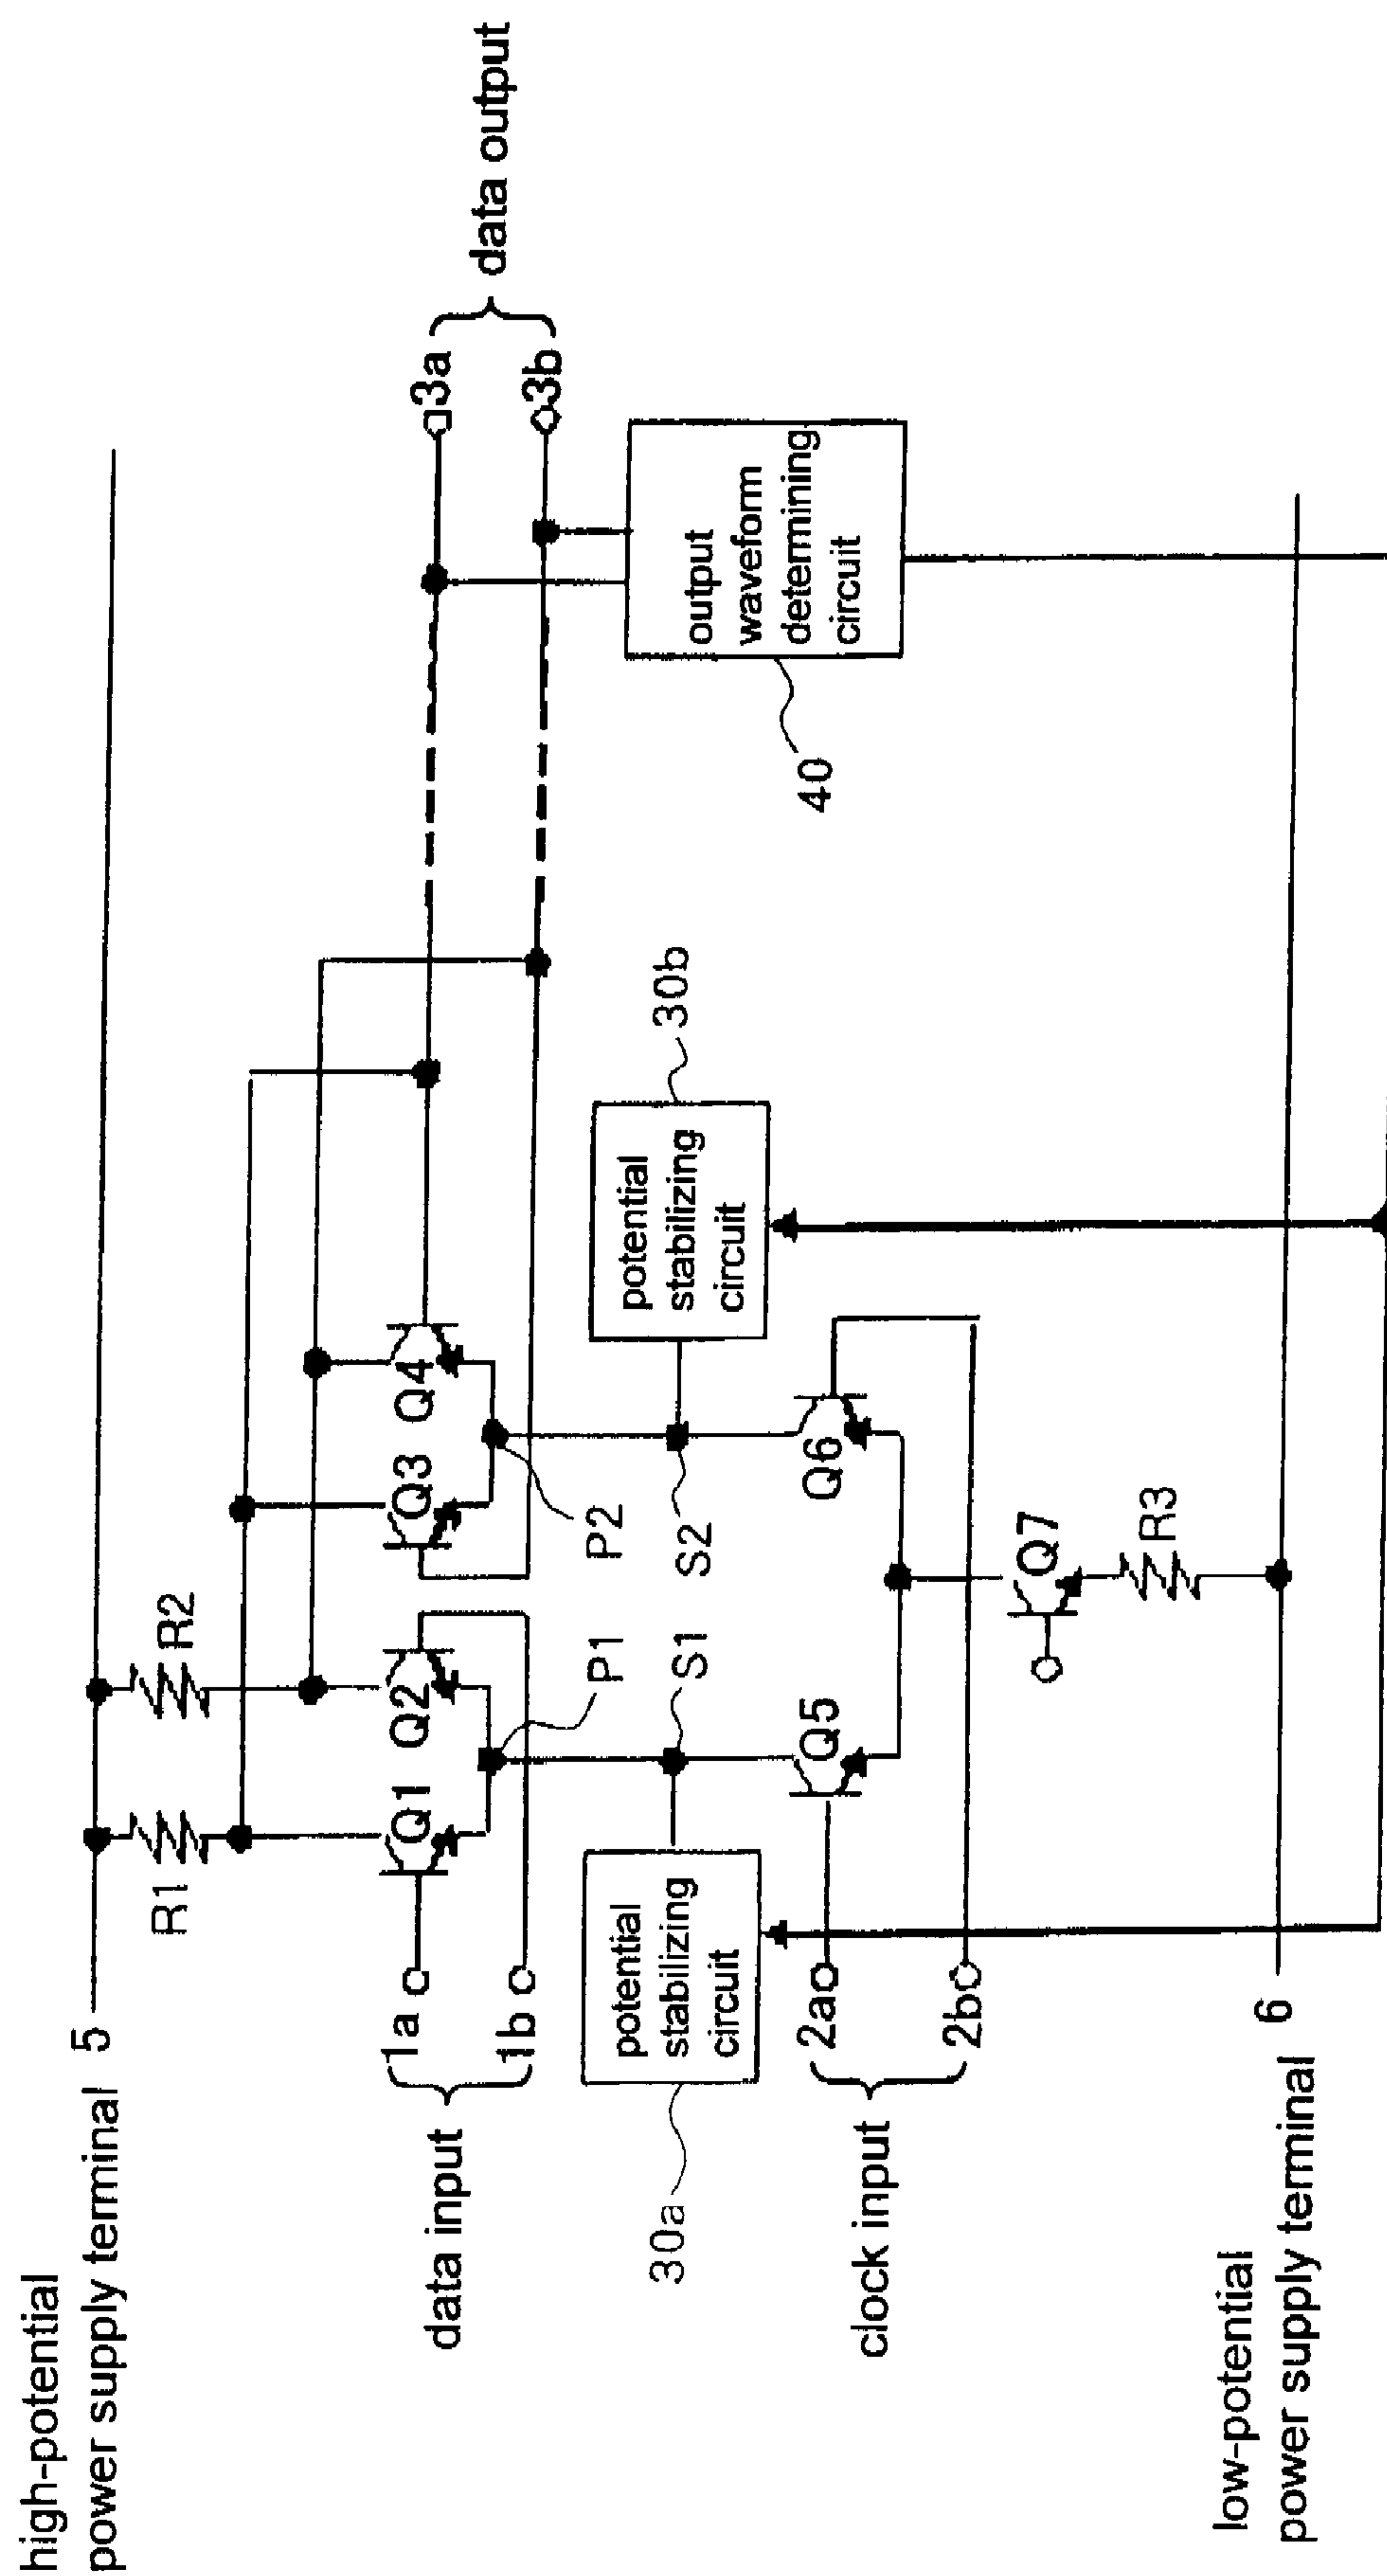 high-potential
power supply terminal 5
R1
R2
data input
1a
1b
Q1
Q2
Q3
Q4
P1
P2
3a
3b
data output
30a
potential
stabilizing
circuit
S1
S2
potential
stabilizing
circuit
30b
output
waveform
determining
circuit
40
clock input
2a
2b
Q5
Q6
Q7
R3
low-potential
power supply terminal 6